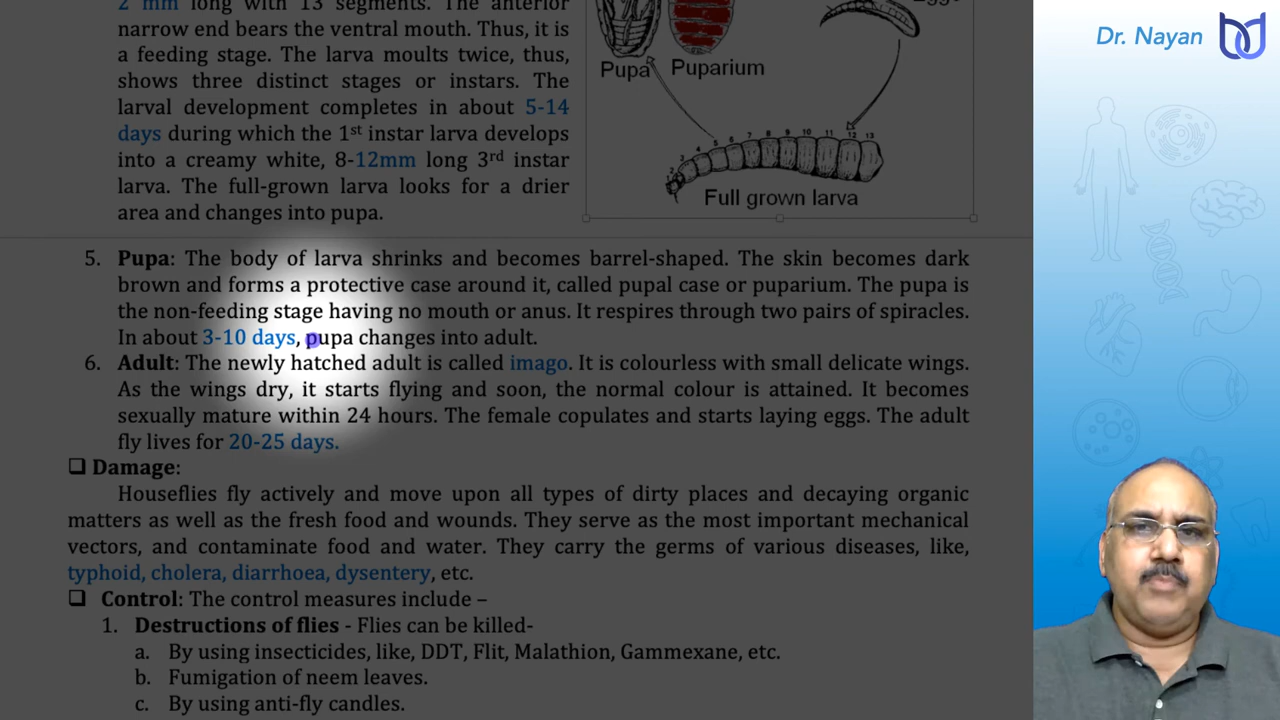 2 mm long with 13 segments. The anterior
narrow end bears the ventral mouth. Thus, it is
a feeding stage. The larva moults twice, thus,
shows three distinct stages or instars. The
larval development completes in about 5-14
days during which the 1st instar larva develops
into a creamy white, 8-12mm long 3rd instar
larva. The full-grown larva looks for a drier
area and changes into pupa.
Pupa Puparium
1 2 3 4 5 6 7 8 9 10 11 12 13
Full grown larva
Dr. Nayan
5. Pupa: The body of larva shrinks and becomes barrel-shaped. The skin becomes dark
brown and forms a protective case around it, called pupal case or puparium. The pupa is
the non-feeding stage having no mouth or anus. It respires through two pairs of spiracles.
In about 3-10 days, pupa changes into adult.
6. Adult: The newly hatched adult is called imago. It is colourless with small delicate wings.
As the wings dry, it starts flying and soon, the normal colour is attained. It becomes
sexually mature within 24 hours. The female copulates and starts laying eggs. The adult
fly lives for 20-25 days.
❑ Damage:
Houseflies fly actively and move upon all types of dirty places and decaying organic
matters as well as the fresh food and wounds. They serve as the most important mechanical
vectors, and contaminate food and water. They carry the germs of various diseases, like,
typhoid, cholera, diarrhoea, dysentery, etc.
❑ Control: The control measures include –
1. Destructions of flies - Flies can be killed-
a. By using insecticides, like, DDT, Flit, Malathion, Gammexane, etc.
b. Fumigation of neem leaves.
c. By using anti-fly candles.